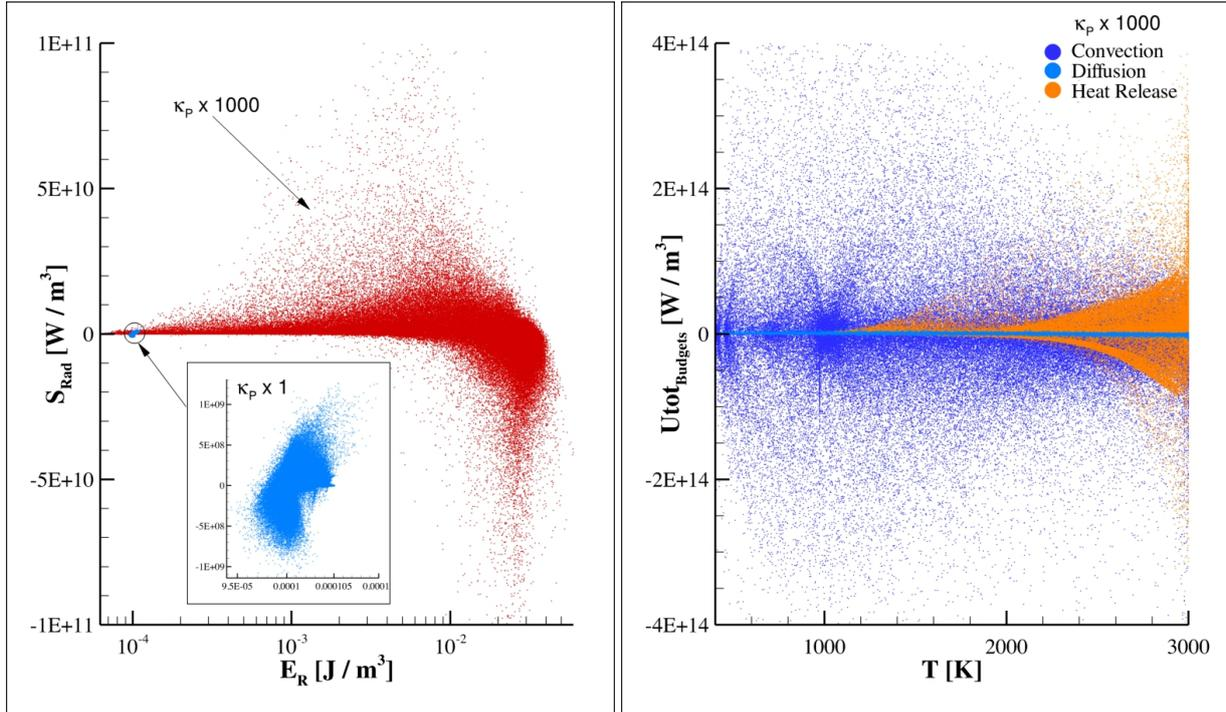 1E+11
5E+10
0
-5E+10
-1E+11
S_Rad [W / m³]
κ_P x 1000
κ_P x 1
1E+09
5E+08
0
-5E+08
-1E+09
9.5E-05 0.0001 0.000105 0.0001
10⁻⁴ 10⁻³ 10⁻²
E_R [J / m³]
κ_P x 1000
Convection
Diffusion
Heat Release
4E+14
2E+14
0
-2E+14
-4E+14
Utot_Budgets [W / m³]
1000 2000 3000
T [K]